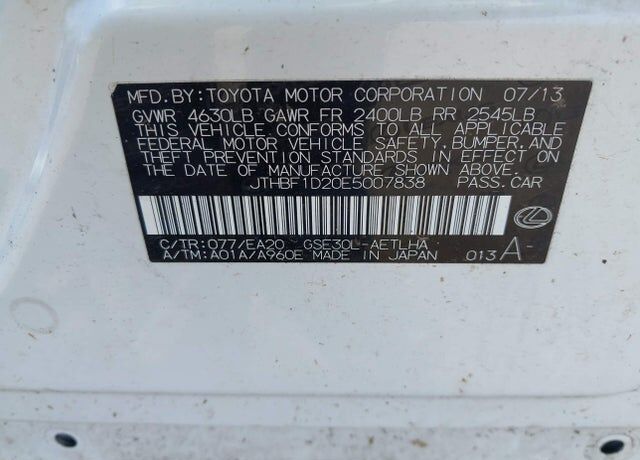 MFD.BY:TOYOTA MOTOR CORPORATION 07/13
GVWR 4630LB GAWR FR 2400LB RR 2545LB
THIS VEHICLE CONFORMS TO ALL APPLICABLE
FEDERAL MOTOR VEHICLE SAFETY,BUMPER,AND
THEFT PREVENTION STANDARDS IN EFFECT ON
THE DATE OF MANUFACTURE SHOWN ABOVE.
JTHBF1D20E5007838 PASS.CAR
C/TR:077/EA20 GSE30L-AETLHA
A/TM:A01A/A960E MADE IN JAPAN 013 A-